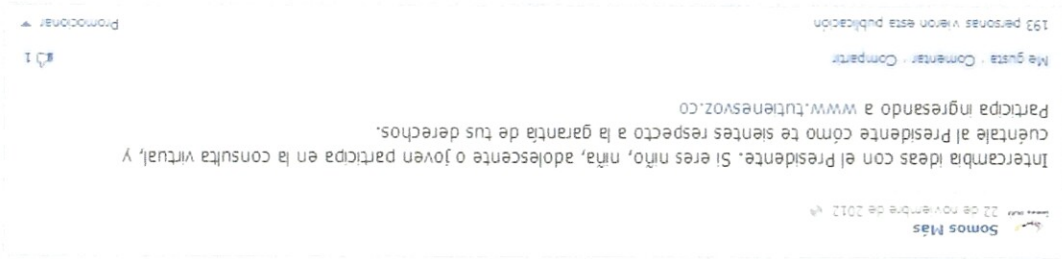 Somos Más
22 de noviembre de 2012
Intercambia ideas con el Presidente. Si eres niño, niña, adolescente o joven participa en la consulta virtual, y
cuéntale al Presidente cómo te sientes respecto a la garantía de tus derechos.
Participa ingresando a www.tutienesvoz.co
Me gusta · Comentar · Compartir 1
193 personas vieron esta publicación Promocionar